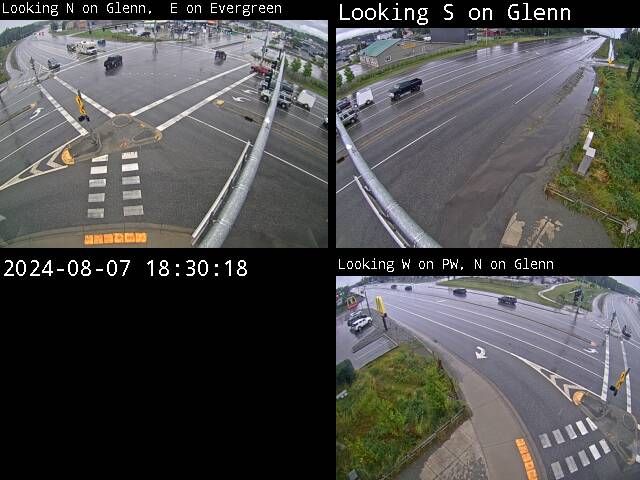 Looking N on Glenn,  E on Evergreen
Looking S on Glenn
2024-08-07 18:30:18
Looking W on PW, N on Glenn